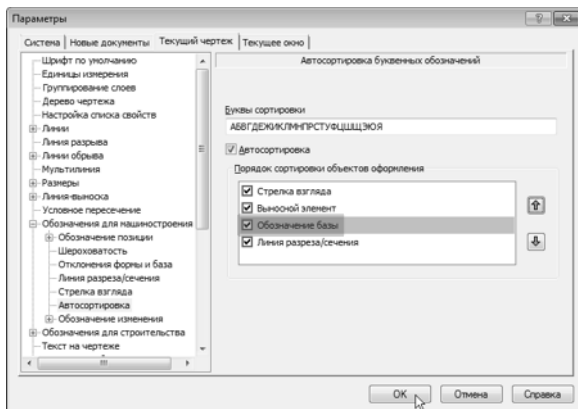 Параметры
Система Новые документы Текущий чертеж Текущее окно
Шрифт по умолчанию
Единицы измерения
Группирование слоев
Дерево чертежа
Настройка списка свойств
Линии
Линия разрыва
Линии обрыва
Мультилиния
Размеры
Линия-выноска
Условное пересечение
Обозначения для машиностроения
Обозначение позиции
Шероховатость
Отклонения формы и база
Линия разреза/сечения
Стрелка взгляда
Автосортировка
Обозначение изменения
Обозначения для строительства
Текст на чертеже
Автосортировка буквенных обозначений
Буквы сортировки
АБВГДЕЖИКЛМНПРСТУФЦШЩЭЮЯ
Автосортировка
Порядок сортировки объектов оформления
Стрелка взгляда
Выносной элемент
Обозначение базы
Линия разреза/сечения
OK Отмена Справка